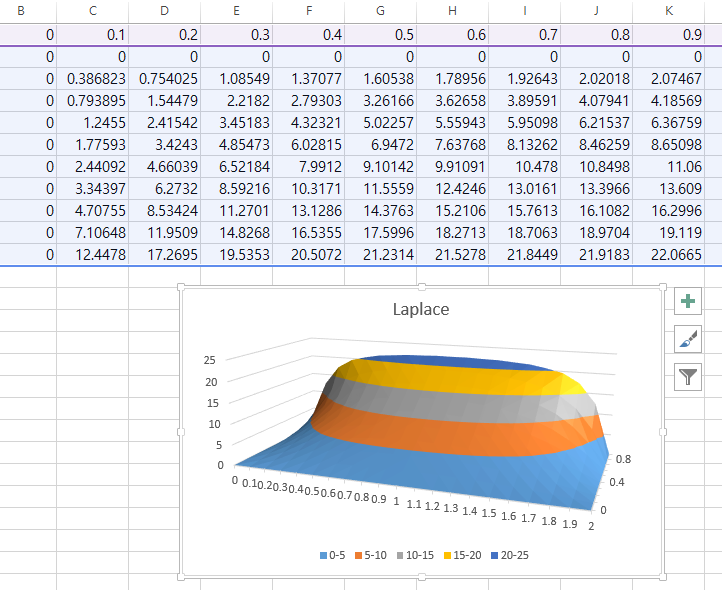 B C D E F G H I J K
0 0.1 0.2 0.3 0.4 0.5 0.6 0.7 0.8 0.9
0 0 0 0 0 0 0 0 0 0
0 0.386823 0.754025 1.08549 1.37077 1.60538 1.78956 1.92643 2.02018 2.07467
0 0.793895 1.54479 2.2182 2.79303 3.26166 3.62658 3.89591 4.07941 4.18569
0 1.2455 2.41542 3.45183 4.32321 5.02257 5.55943 5.95098 6.21537 6.36759
0 1.77593 3.4243 4.85473 6.02815 6.9472 7.63768 8.13262 8.46259 8.65098
0 2.44092 4.66039 6.52184 7.9912 9.10142 9.91091 10.478 10.8498 11.06
0 3.34397 6.2732 8.59216 10.3171 11.5559 12.4246 13.0161 13.3966 13.609
0 4.70755 8.53424 11.2701 13.1286 14.3763 15.2106 15.7613 16.1082 16.2996
0 7.10648 11.9509 14.8268 16.5355 17.5996 18.2713 18.7063 18.9704 19.119
0 12.4478 17.2695 19.5353 20.5072 21.2314 21.5278 21.8449 21.9183 22.0665
Laplace
25
20
15
10
5
0
0 0.1 0.2 0.3 0.4 0.5 0.6 0.7 0.8 0.9 1 1.1 1.2 1.3 1.4 1.5 1.6 1.7 1.8 1.9 2
0.8
0.4
0
0-5 5-10 10-15 15-20 20-25